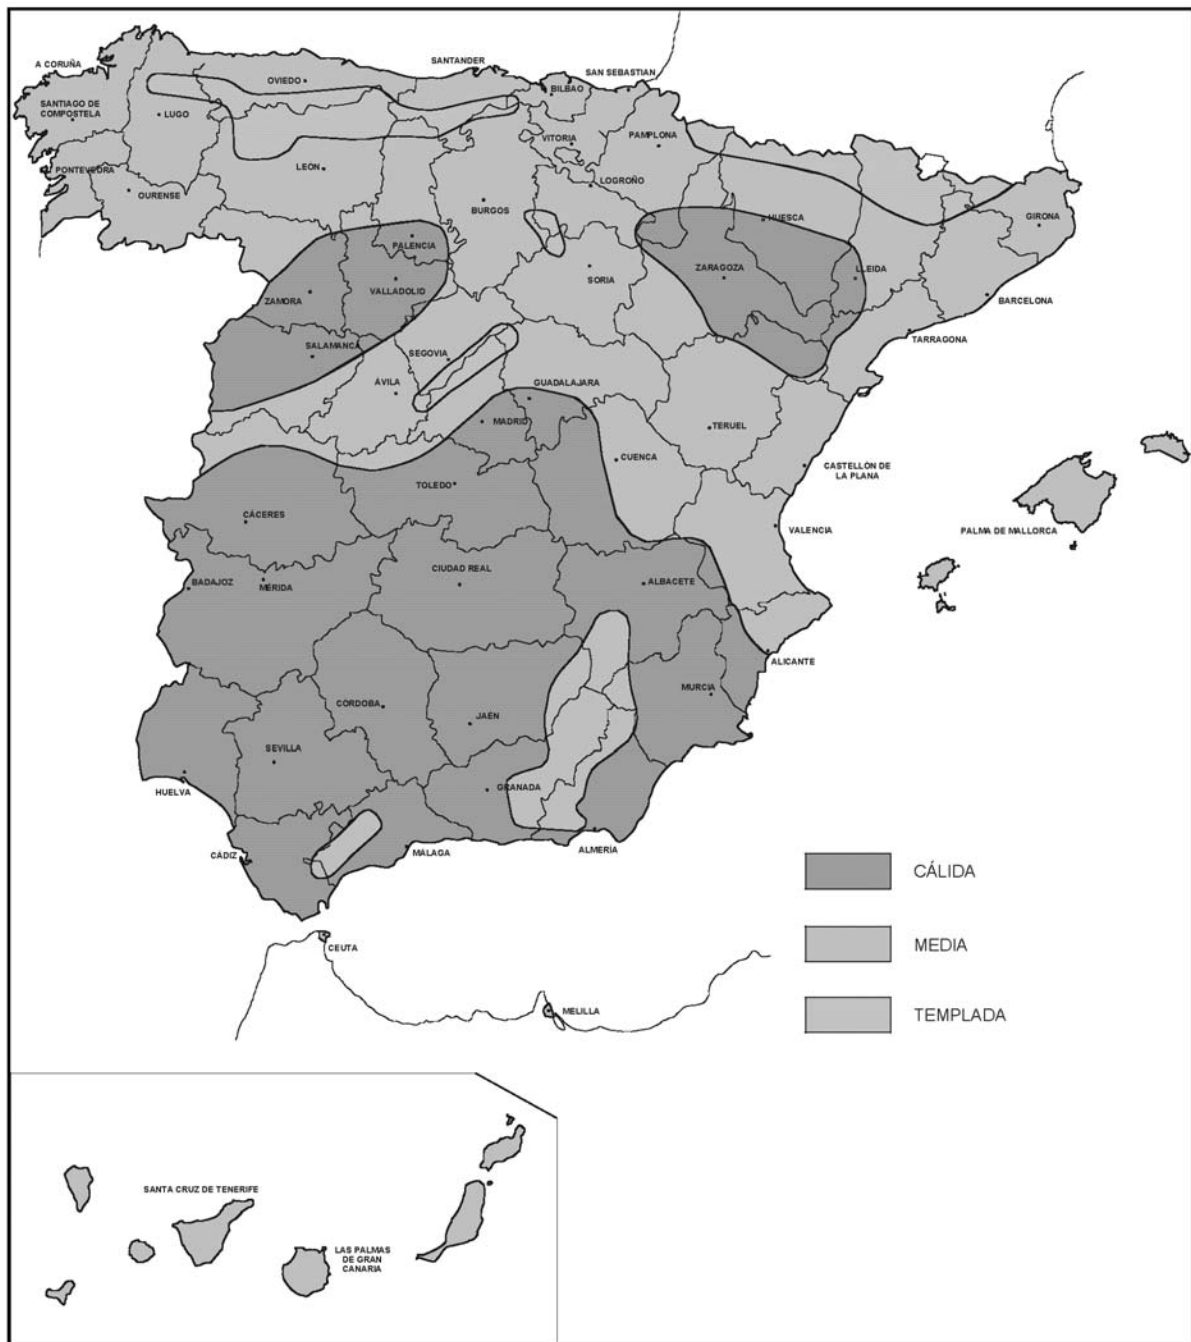 A CORUÑA
SANTANDER
SAN SEBASTIAN
OVIEDO
BILBAO
SANTIAGO DE
COMPOSTELA
LUGO
VITORIA
PAMPLONA
LEÓN
PONTEVEDRA
OURENSE
LOGROÑO
BURGOS
HUESCA
GIRONA
PALENCIA
ZARAGOZA
LLEIDA
SORIA
ZAMORA
VALLADOLID
BARCELONA
TARRAGONA
SALAMANCA
SEGOVIA
ÁVILA
GUADALAJARA
MADRID
TERUEL
CUENCA
CASTELLÓN DE
LA PLANA
TOLEDO
CÁCERES
VALENCIA
PALMA DE MALLORCA
CIUDAD REAL
BADAJOZ
MÉRIDA
ALBACETE
ALICANTE
MURCIA
CÓRDOBA
JAÉN
SEVILLA
HUELVA
GRANADA
CÁDIZ
MÁLAGA
ALMERÍA
CÁLIDA
CEUTA
MEDIA
MELILLA
TEMPLADA
SANTA CRUZ DE TENERIFE
LAS PALMAS
DE GRAN
CANARIA